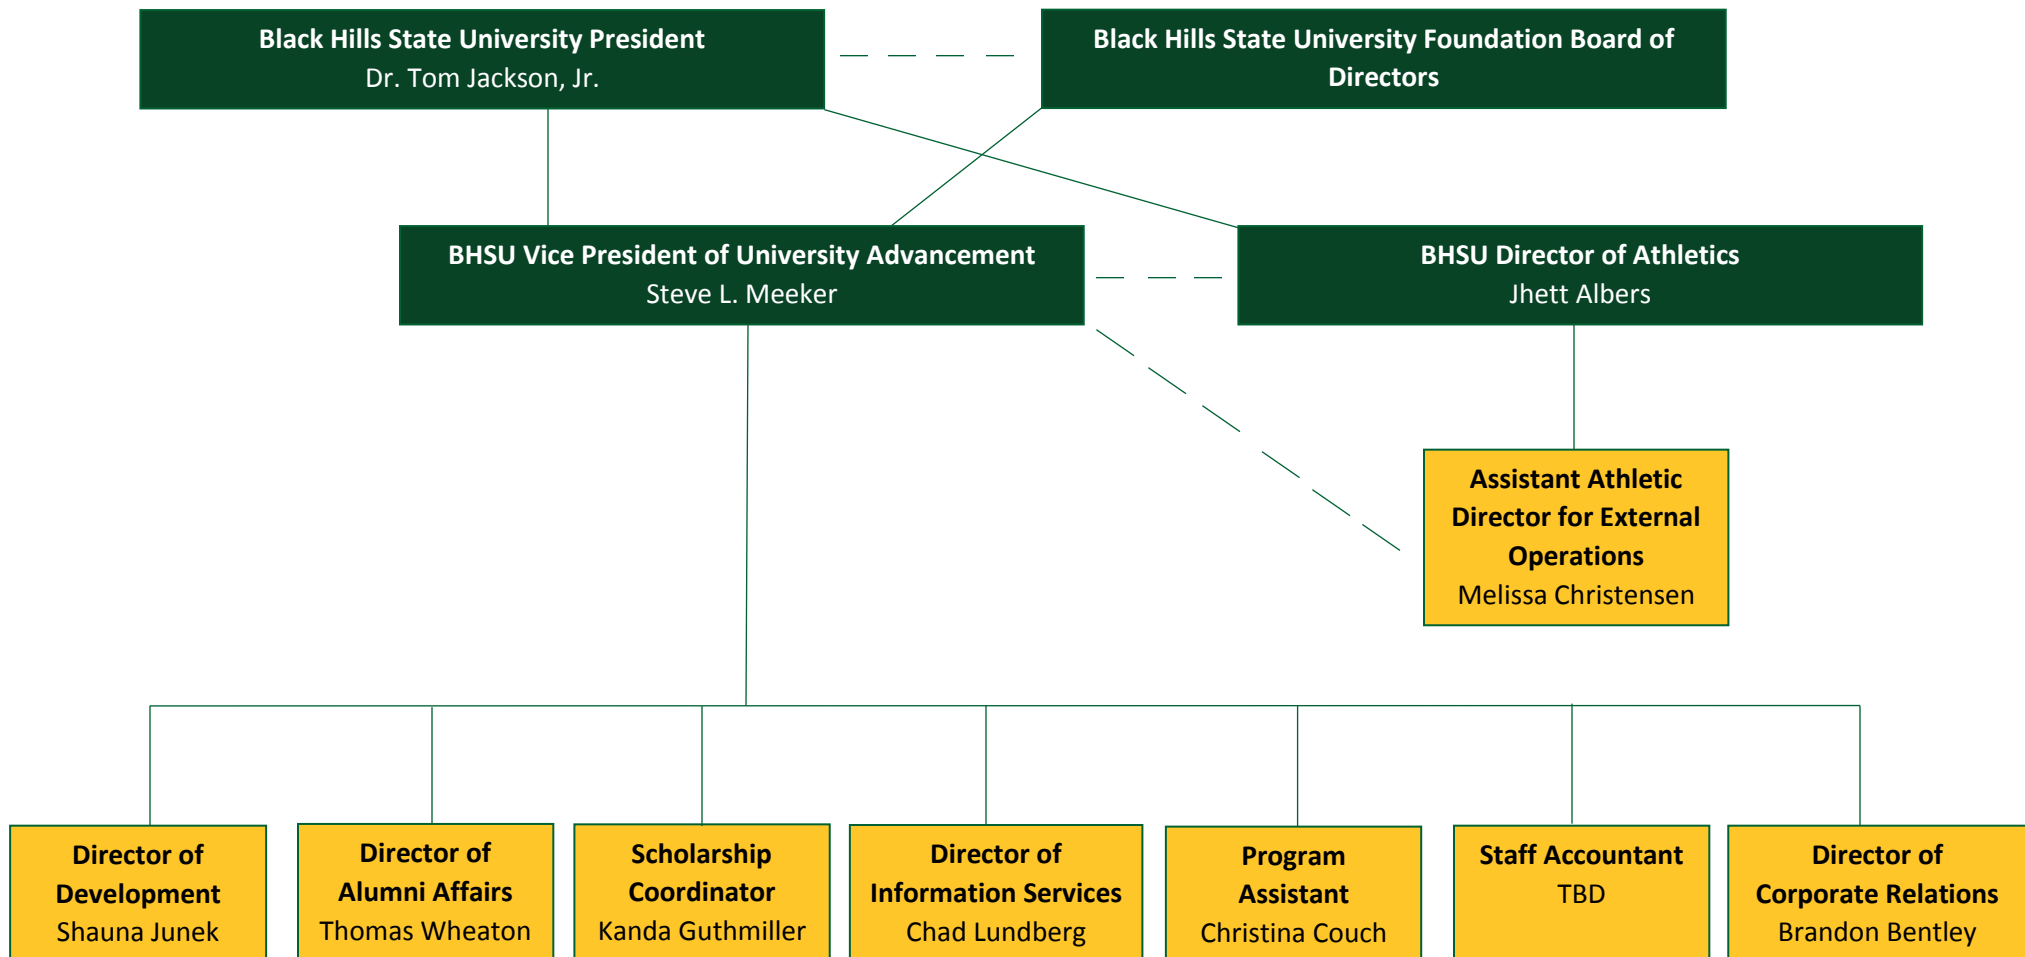 Black Hills State University President
Dr. Tom Jackson, Jr.
Black Hills State University Foundation Board of
Directors
BHSU Vice President of University Advancement
Steve L. Meeker
BHSU Director of Athletics
Jhett Albers
Assistant Athletic
Director for External
Operations
Melissa Christensen
Director of
Development
Shauna Junek
Director of
Alumni Affairs
Thomas Wheaton
Scholarship
Coordinator
Kanda Guthmiller
Director of
Information Services
Chad Lundberg
Program
Assistant
Christina Couch
Staff Accountant
TBD
Director of
Corporate Relations
Brandon Bentley